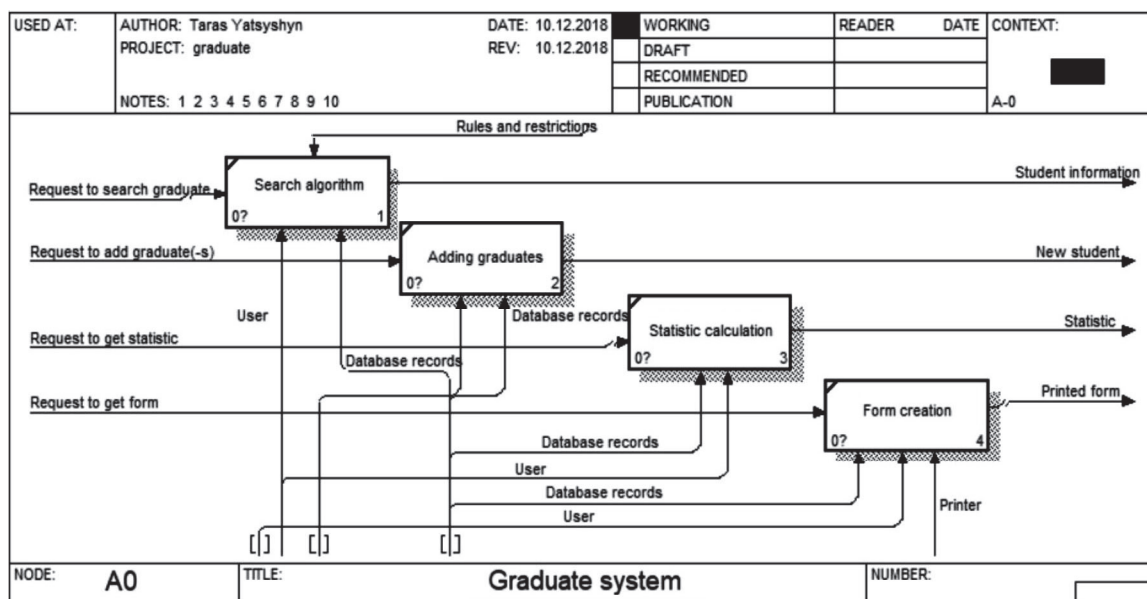 USED AT:
AUTHOR: Taras Yatsyshyn
DATE: 10.12.2018
WORKING
READER
DATE
CONTEXT:
PROJECT: graduate
REV: 10.12.2018
DRAFT
RECOMMENDED
NOTES: 1 2 3 4 5 6 7 8 9 10
PUBLICATION
A-0
Rules and restrictions
Request to search graduate
Search algorithm
0?
1
Student information
Request to add graduate(-s)
Adding graduates
0?
2
New student
User
Database records
Request to get statistic
Statistic calculation
0?
3
Statistic
Database records
Request to get form
Form creation
0?
4
Printed form
Database records
User
Database records
User
Printer
NODE:
A0
TITLE:
Graduate system
NUMBER: